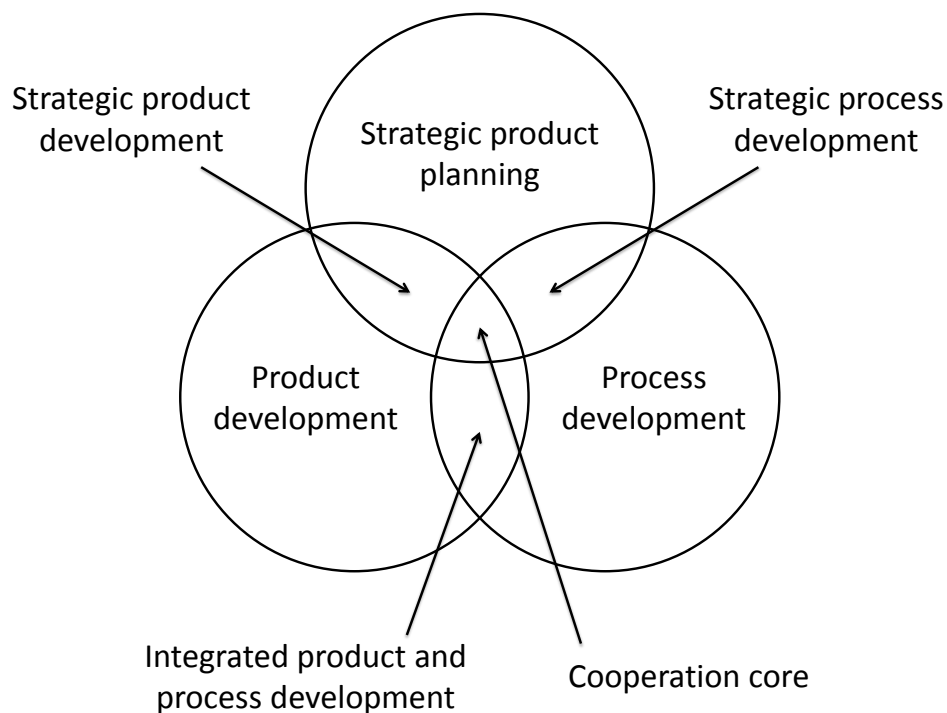 Strategic product
development
Strategic product
planning
Strategic process
development
Product
development
Process
development
Integrated product and
process development
Cooperation core